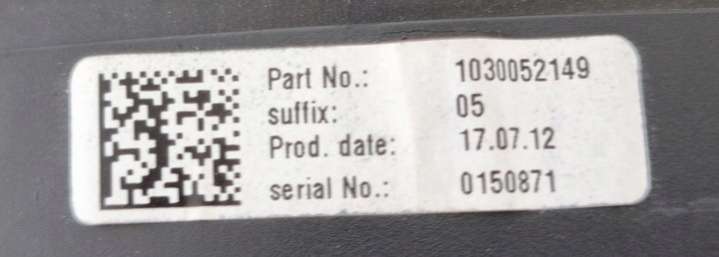 Part No.: 1030052149
suffix: 05
Prod. date: 17.07.12
serial No.: 0150871